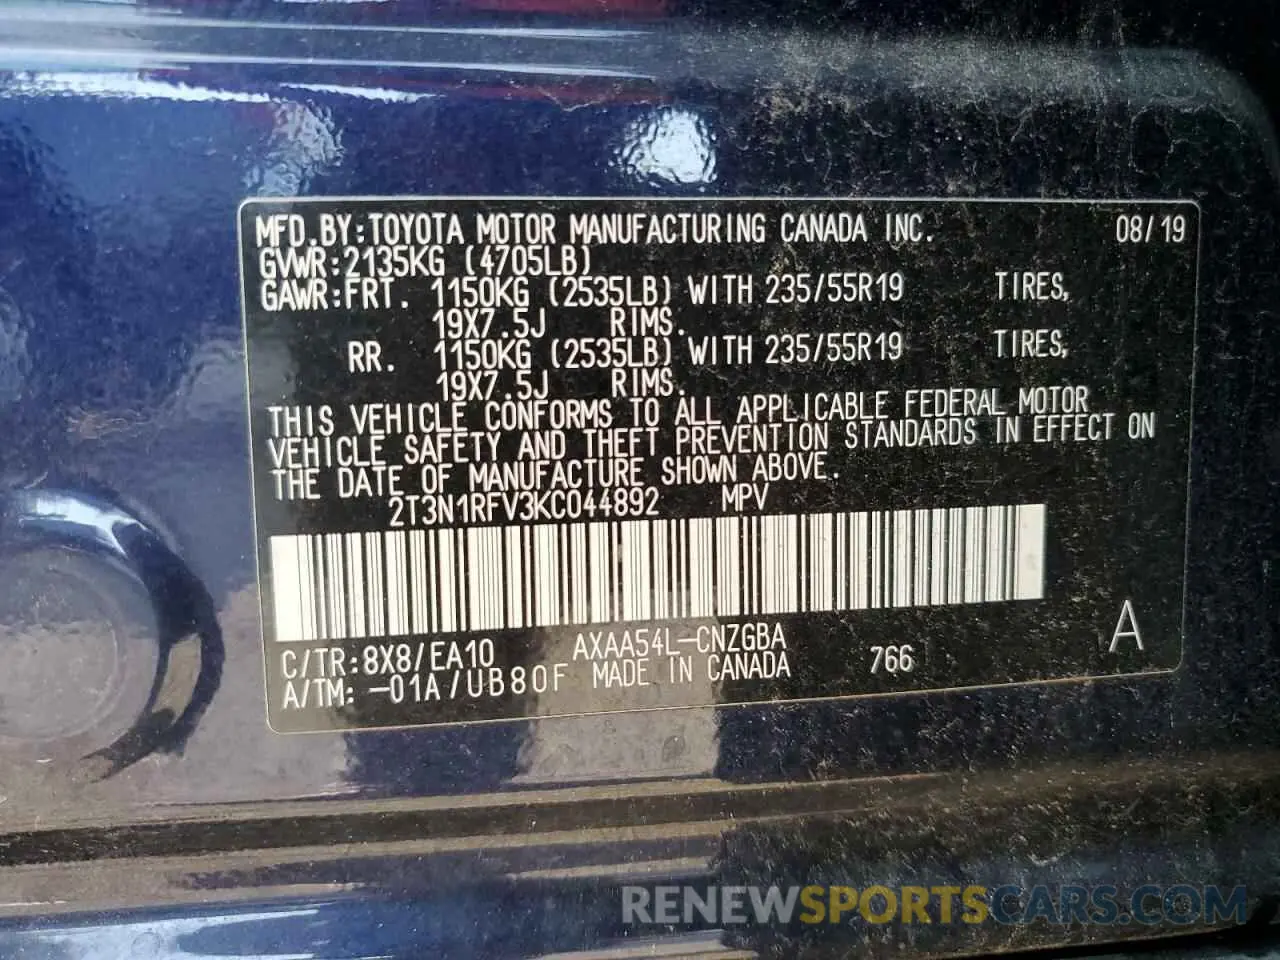 MFD.BY:TOYOTA MOTOR MANUFACTURING CANADA INC. 08/19
GVWR:2135KG (4705LB)
GAWR:FRT. 1150KG (2535LB) WITH 235/55R19 TIRES,
19X7.5J RIMS.
RR. 1150KG (2535LB) WITH 235/55R19 TIRES,
19X7.5J RIMS.
THIS VEHICLE CONFORMS TO ALL APPLICABLE FEDERAL MOTOR
VEHICLE SAFETY AND THEFT PREVENTION STANDARDS IN EFFECT ON
THE DATE OF MANUFACTURE SHOWN ABOVE.
2T3N1RFV3KC044892 MPV
C/TR:8X8/EA10 AXAA54L-CNZGBA
A/TM: -01A/UB80F MADE IN CANADA 766 A
RENEWSPORTSCARS.COM